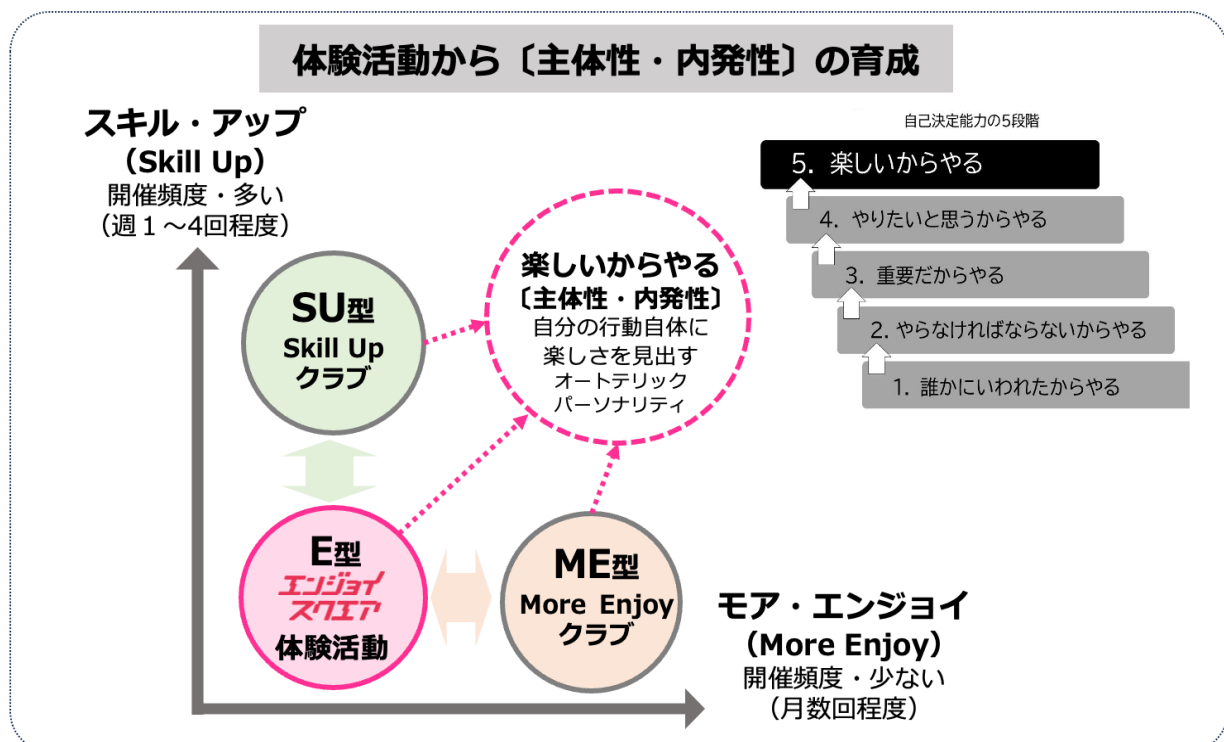 体験活動から〔主体性・内発性〕の育成
スキル・アップ
（Skill Up）
開催頻度・多い
（週１～4回程度）
自己決定能力の5段階
5. 楽しいからやる
4. やりたいと思うからやる
3. 重要だからやる
2. やらなければならないからやる
1. 誰かにいわれたからやる
楽しいからやる
〔主体性・内発性〕
自分の行動自体に
楽しさを見出す
オートテリック
パーソナリティ
SU型
Skill Up
クラブ
E型
エンジョイ
スクエア
体験活動
ME型
More Enjoy
クラブ
モア・エンジョイ
（More Enjoy）
開催頻度・少ない
（月数回程度）